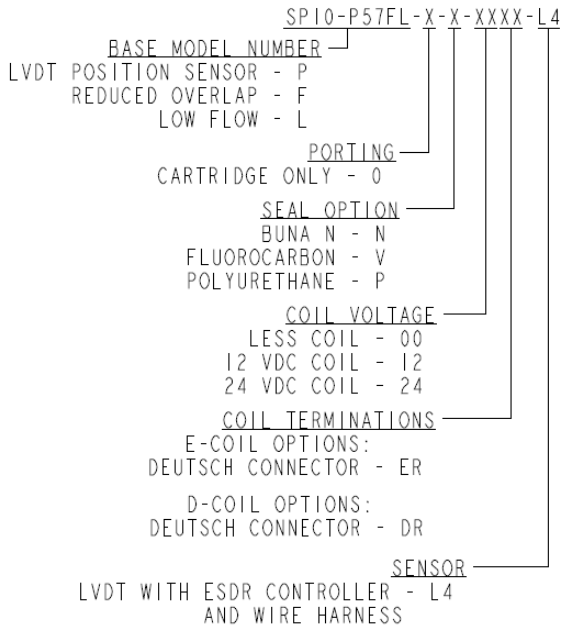 SP10-P57FL-X-X-XXXX-L4
BASE MODEL NUMBER
LVDT POSITION SENSOR - P
REDUCED OVERLAP - F
LOW FLOW - L
PORTING
CARTRIDGE ONLY - 0
SEAL OPTION
BUNA N - N
FLUOROCARBON - V
POLYURETHANE - P
COIL VOLTAGE
LESS COIL - 00
12 VDC COIL - 12
24 VDC COIL - 24
COIL TERMINATIONS
E-COIL OPTIONS:
DEUTSCH CONNECTOR - ER
D-COIL OPTIONS:
DEUTSCH CONNECTOR - DR
SENSOR
LVDT WITH ESDR CONTROLLER - L4
AND WIRE HARNESS